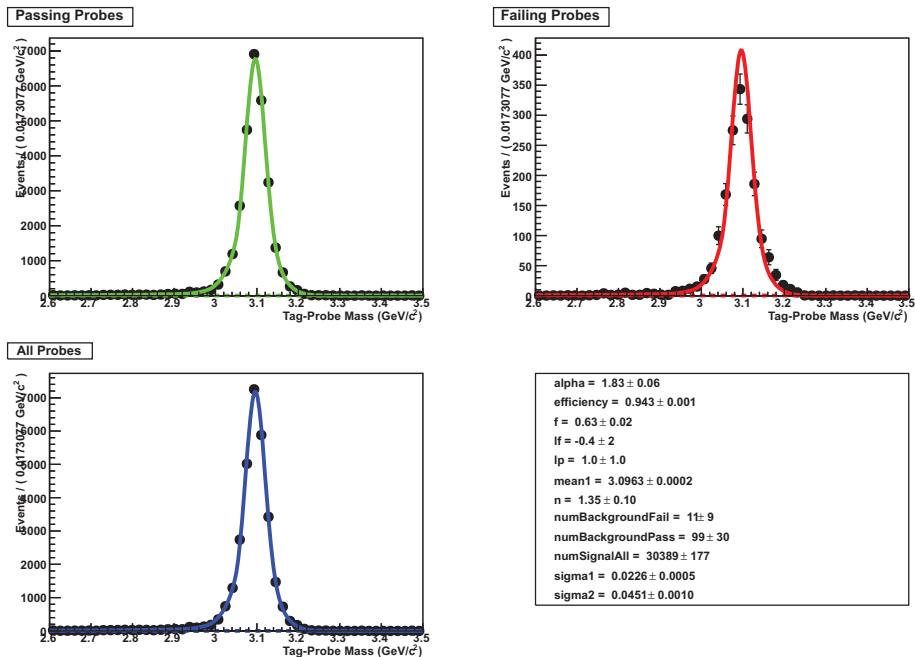 Passing Probes
Events / ( 0.0173077 GeV/c² )
7000
6000
5000
4000
3000
2000
1000
0
2.6 2.7 2.8 2.9 3 3.1 3.2 3.3 3.4 3.5
Tag-Probe Mass (GeV/c²)
Failing Probes
Events / ( 0.0173077 GeV/c² )
400
350
300
250
200
150
100
50
0
2.6 2.7 2.8 2.9 3 3.1 3.2 3.3 3.4 3.5
Tag-Probe Mass (GeV/c²)
All Probes
Events / ( 0.0173077 GeV/c² )
7000
6000
5000
4000
3000
2000
1000
0
2.6 2.7 2.8 2.9 3 3.1 3.2 3.3 3.4 3.5
Tag-Probe Mass (GeV/c²)
alpha = 1.83 ± 0.06
efficiency = 0.943 ± 0.001
f = 0.63 ± 0.02
lf = -0.4 ± 2
lp = 1.0 ± 1.0
mean1 = 3.0963 ± 0.0002
n = 1.35 ± 0.10
numBackgroundFail = 11± 9
numBackgroundPass = 99 ± 30
numSignalAll = 30389 ± 177
sigma1 = 0.0226 ± 0.0005
sigma2 = 0.0451 ± 0.0010